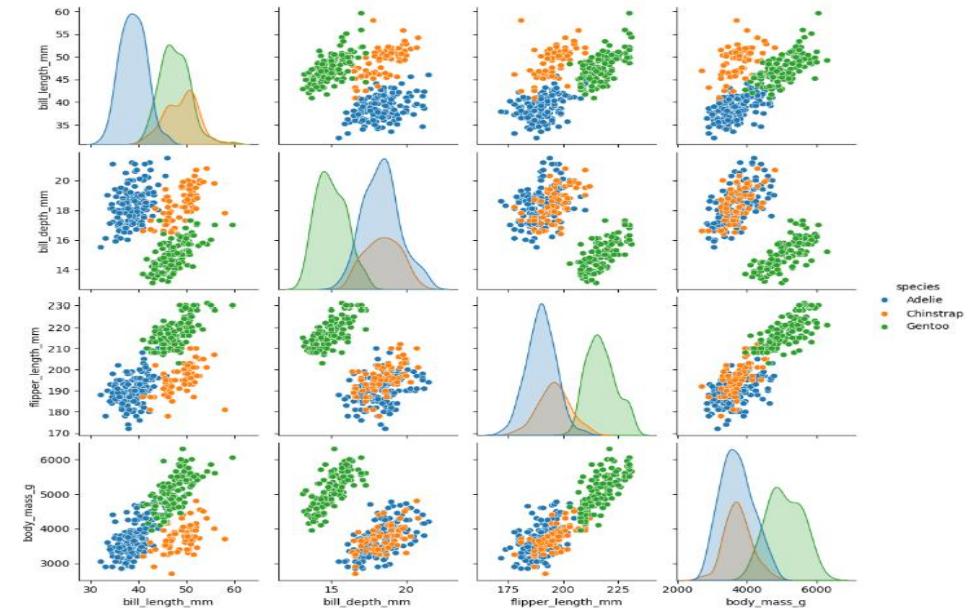 60
55
50
45
40
35
bill_length_mm
20
18
16
14
bill_depth_mm
230
220
210
200
190
180
170
flipper_length_mm
6000
5000
4000
3000
body_mass_g
30 40 50 60
bill_length_mm
15 20
bill_depth_mm
175 200 225
flipper_length_mm
2000 4000 6000
body_mass_g
species
Adelie
Chinstrap
Gentoo